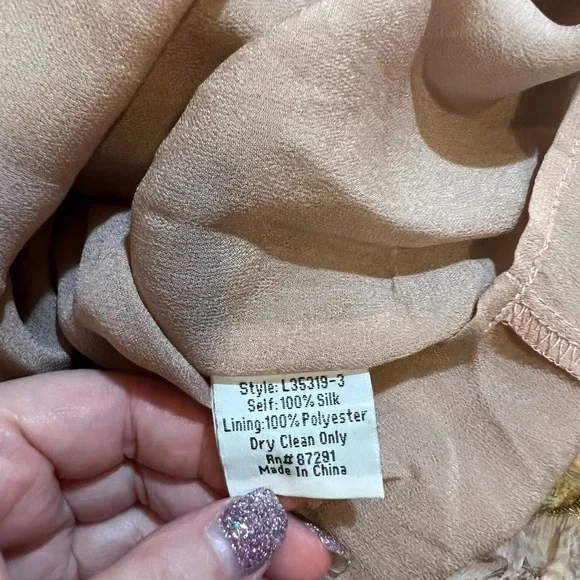 Style: L35319-3
Self:100% Silk
Lining:100% Polyester
Dry Clean Only
Rn# 87291
Made In China